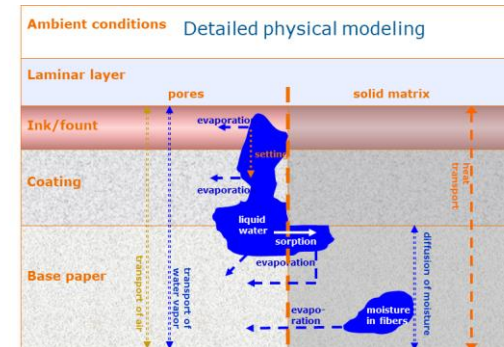 Ambient conditions
Detailed physical modeling
Laminar layer
pores
solid matrix
Ink/fount
evaporation
setting
Coating
evaporation
liquid
water
sorption
evaporation
Base paper
transport of air
transport of
water vapor
heat
transport
diffusion of moisture
evapo-
ration
moisture
in fibers